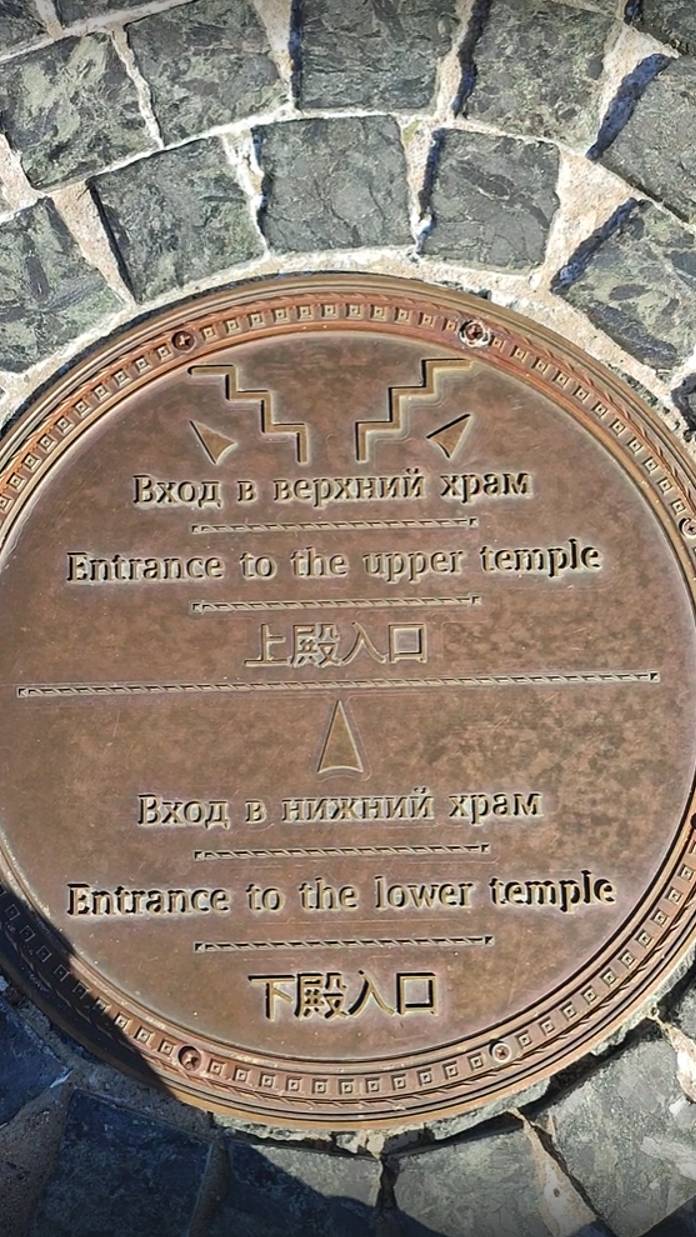 Вход в верхний храм
Entrance to the upper temple
上殿入口
Вход в нижний храм
Entrance to the lower temple
下殿入口